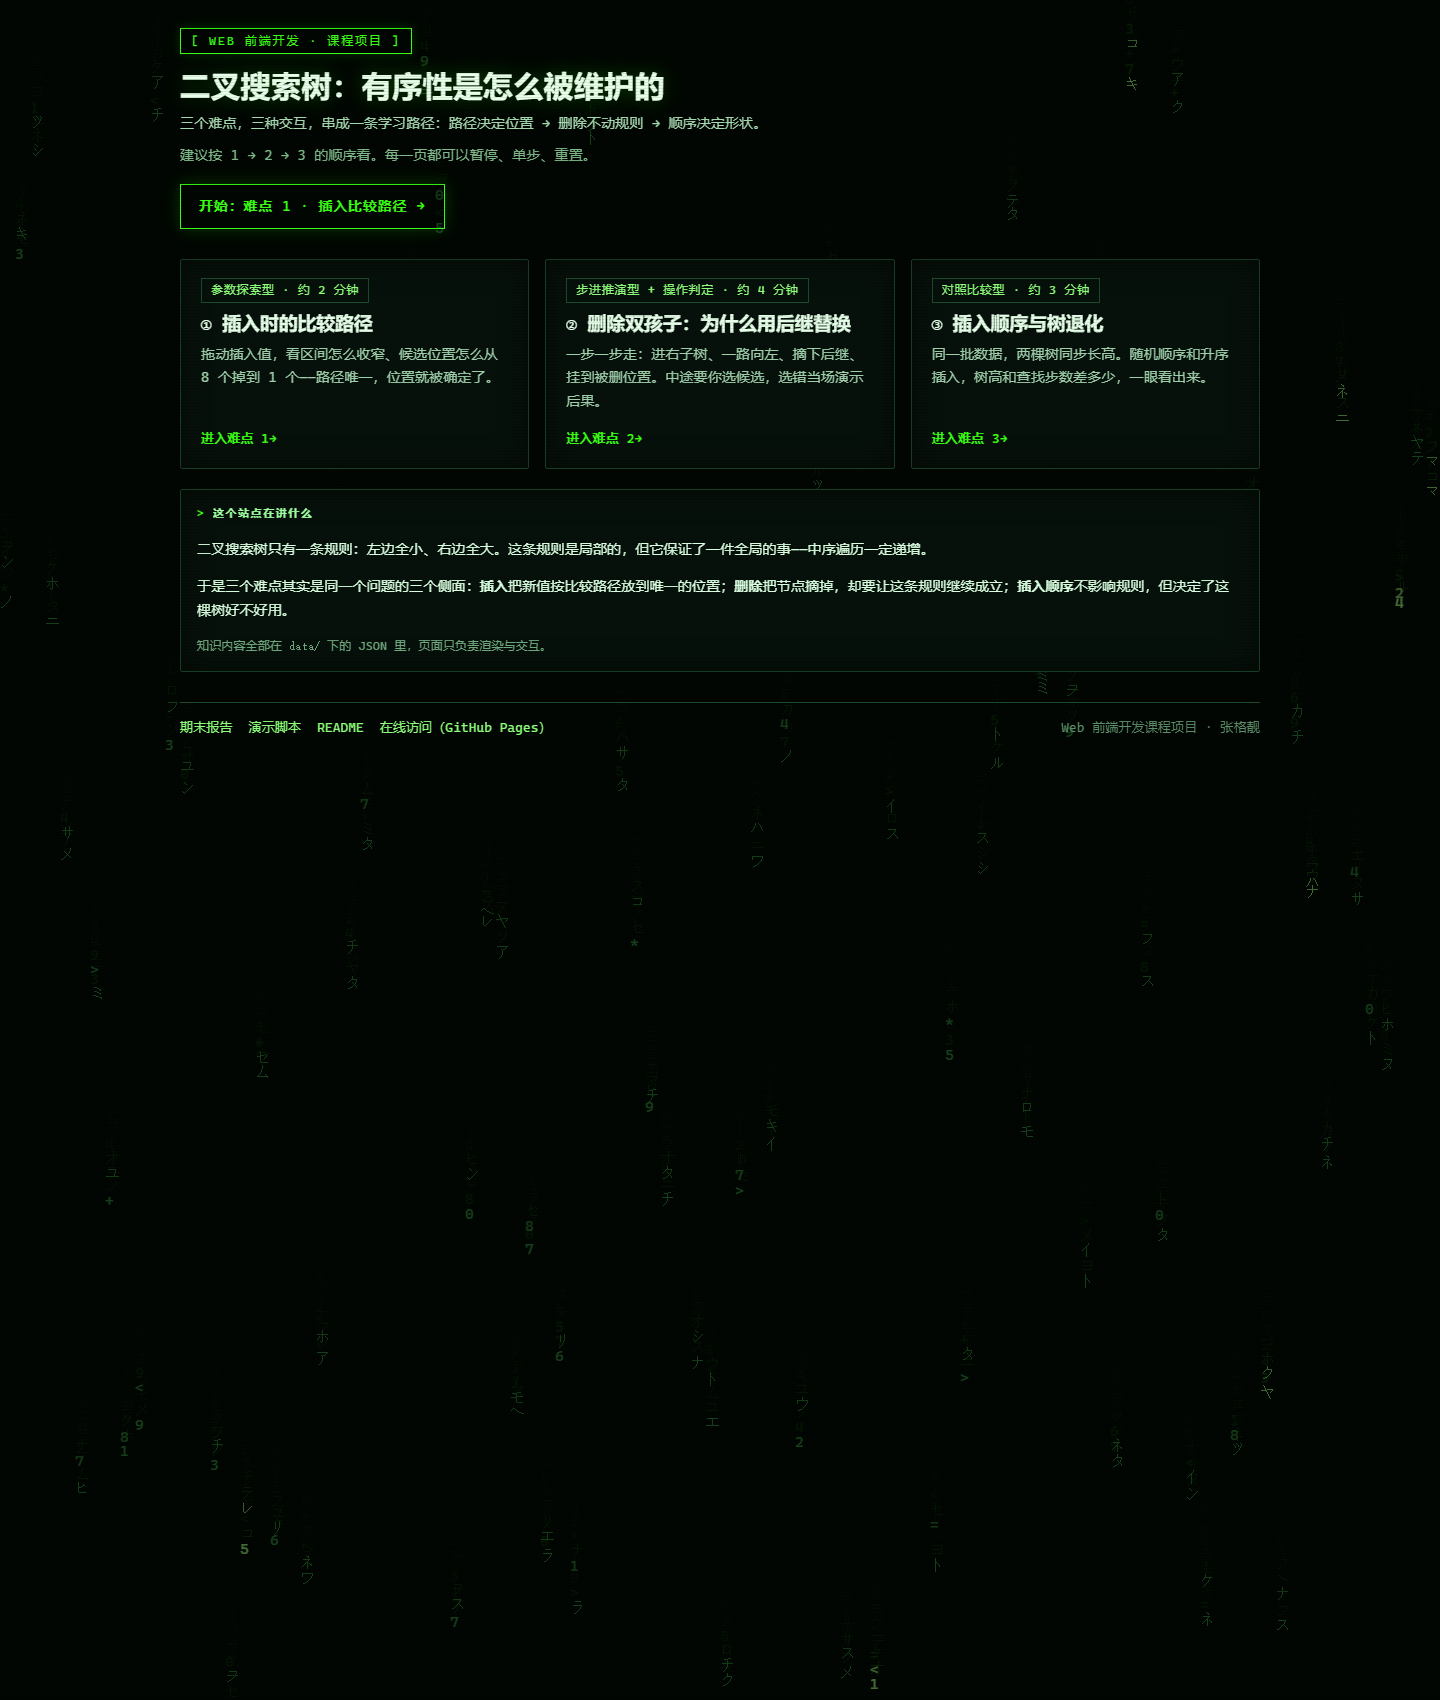 [ WEB 前端开发 · 课程项目 ]
二叉搜索树：有序性是怎么被维护的
三个难点，三种交互，串成一条学习路径：路径决定位置 → 删除不动规则 → 顺序决定形状。
建议按 1 → 2 → 3 的顺序看。每一页都可以暂停、单步、重置。
开始：难点 1 · 插入比较路径 →
参数探索型 · 约 2 分钟
① 插入时的比较路径
拖动插入值，看区间怎么收窄、候选位置怎么从
8 个掉到 1 个——路径唯一，位置就被确定了。
进入难点 1→
步进推演型 + 操作判定 · 约 4 分钟
② 删除双孩子：为什么用后继替换
一步一步走：进右子树、一路向左、摘下后继、
挂到被删位置。中途要你选候选，选错当场演示
后果。
进入难点 2→
对照比较型 · 约 3 分钟
③ 插入顺序与树退化
同一批数据，两棵树同步长高。随机顺序和升序
插入，树高和查找步数差多少，一眼看出来。
进入难点 3→
> 这个站点在讲什么
二叉搜索树只有一条规则：左边全小、右边全大。这条规则是局部的，但它保证了一件全局的事——中序遍历一定递增。
于是三个难点其实是同一个问题的三个侧面：插入把新值按比较路径放到唯一的位置；删除把节点摘掉，却要让这条规则继续成立；插入顺序不影响规则，但决定了这
棵树好不好用。
知识内容全部在 data/ 下的 JSON 里，页面只负责渲染与交互。
期末报告 演示脚本 README 在线访问（GitHub Pages）
Web 前端开发课程项目 · 张格靓